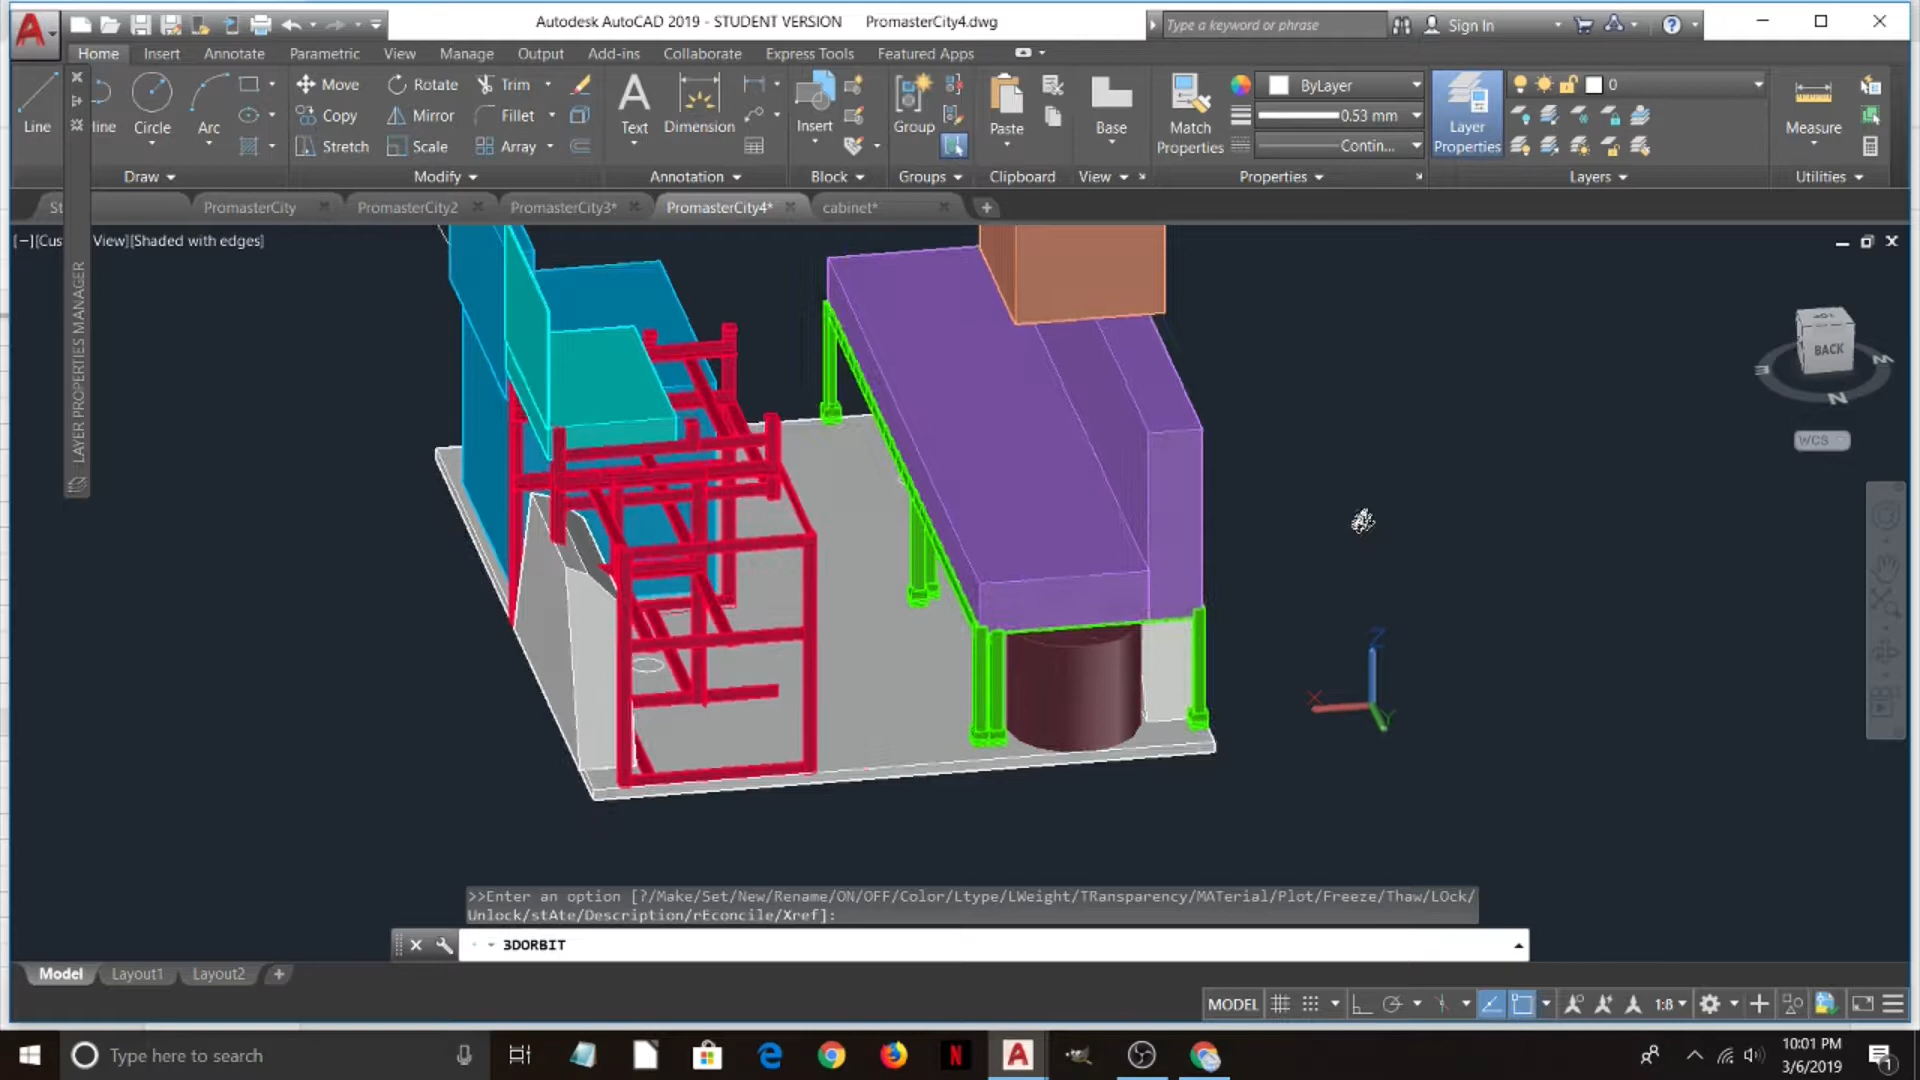 Autodesk AutoCAD 2019 - STUDENT VERSION PromasterCity4.dwg
Type a keyword or phrase
Sign In
Home Insert Annotate Parametric View Manage Output Add-ins Collaborate Express Tools Featured Apps
Line
Circle
Arc
Move
Rotate
Trim
Copy
Mirror
Fillet
Stretch
Scale
Array
Text
Dimension
Insert
Group
Paste
Base
Match
Properties
ByLayer
0.53 mm
Contin...
Layer
Properties
0
Measure
Draw
Modify
Annotation
Block
Groups
Clipboard
View
Properties
Layers
Utilities
St
PromasterCity
PromasterCity2
PromasterCity3*
PromasterCity4*
cabinet*
[−][Cus View][Shaded with edges]
LAYER PROPERTIES MANAGER
BACK
N
WCS
Z
X
Y
>>Enter an option [?/Make/Set/New/Rename/ON/OFF/Color/Ltype/LWeight/TRansparency/MATerial/Plot/Freeze/Thaw/LOck/
Unlock/stAte/Description/rEconcile/Xref]:
3DORBIT
Model Layout1 Layout2
MODEL
1:8
Type here to search
10:01 PM
3/6/2019
1